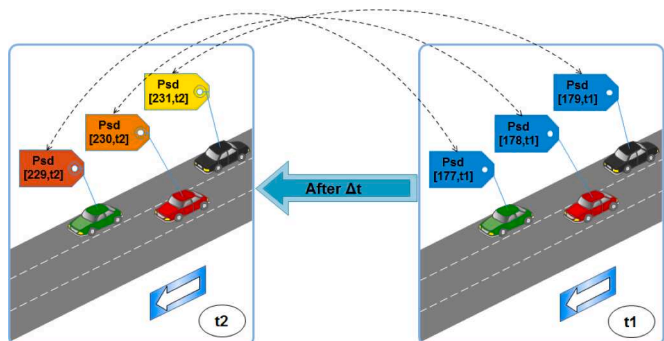 Psd
[231,t2]
Psd
[230,t2]
Psd
[229,t2]
t2
After Δt
Psd
[179,t1]
Psd
[178,t1]
Psd
[177,t1]
t1